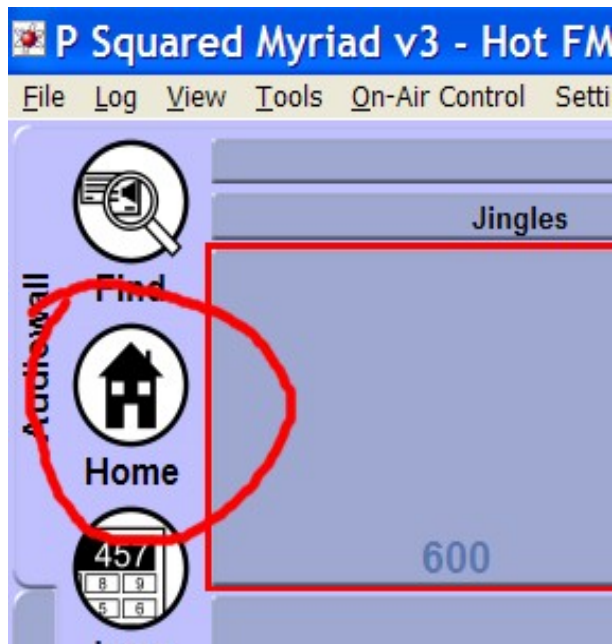 P Squared Myriad v3 - Hot FM
File Log View Tools On-Air Control Setti
Jingles
Find
Audiowall
Home
600
457
8 9
5 6